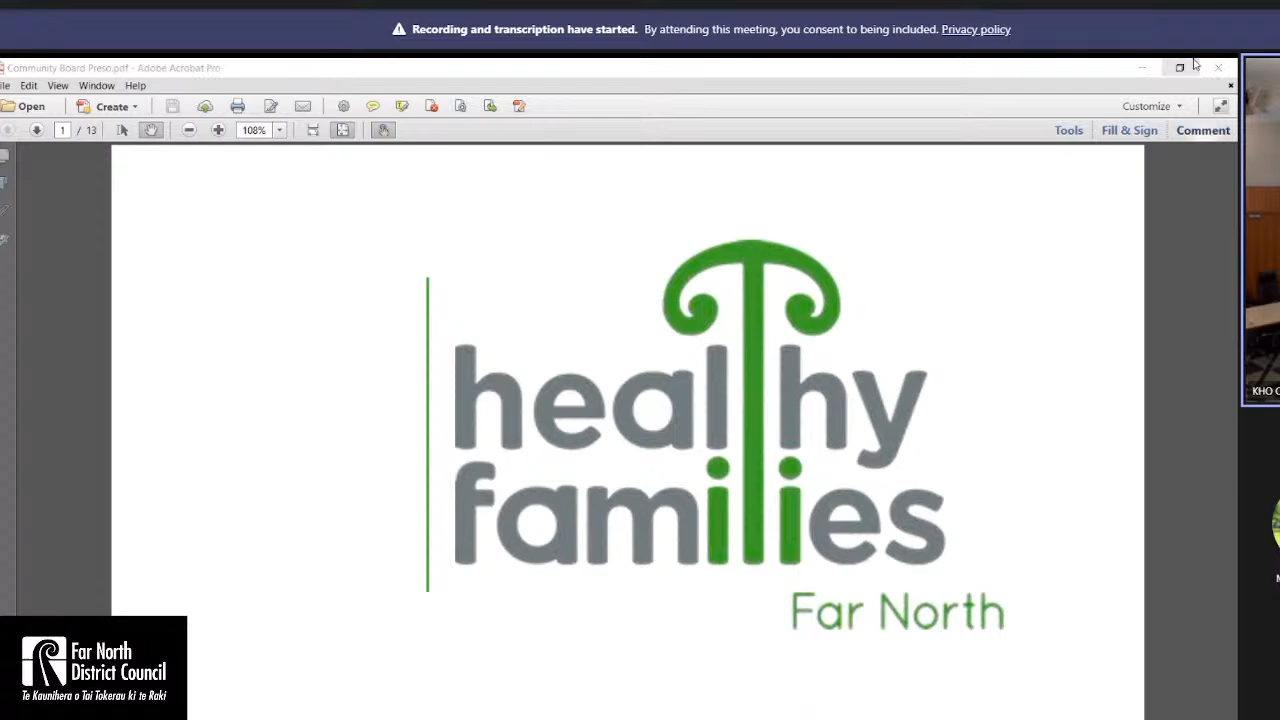 Recording and transcription have started. By attending this meeting, you consent to being included. Privacy policy
Community Board Preso.pdf - Adobe Acrobat Pro
ile Edit View Window Help
Open Create Customize
1 / 13 108% Tools Fill & Sign Comment
healthy
families
Far North
KHO C
Far North
District Council
Te Kaunihera o Tai Tokerau ki te Raki